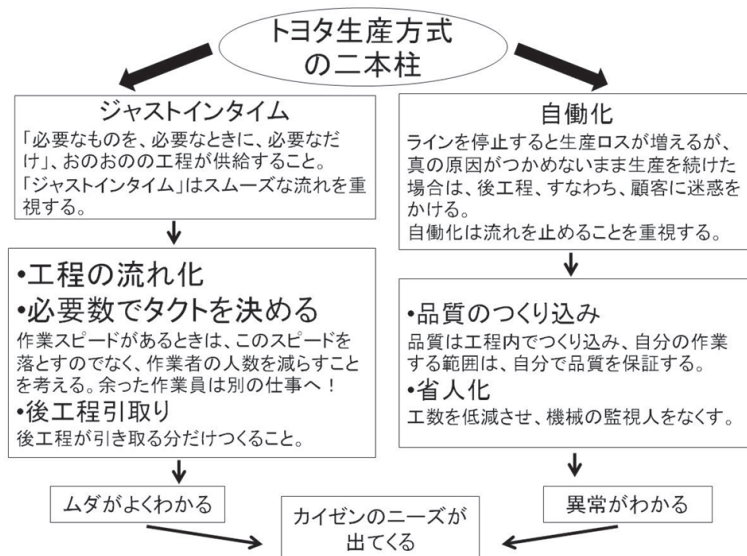 トヨタ生産方式
の二本柱
ジャストインタイム
「必要なものを、必要なときに、必要なだ
け」、おのおのの工程が供給すること。
「ジャストインタイム」はスムーズな流れを重
視する。
•工程の流れ化
•必要数でタクトを決める
作業スピードがあるときは、このスピードを
落とすのでなく、作業者の人数を減らすこと
を考える。余った作業員は別の仕事へ！
•後工程引取り
後工程が引き取る分だけつくること。
ムダがよくわかる
自働化
ラインを停止すると生産ロスが増えるが、
真の原因がつかめないまま生産を続けた
場合は、後工程、すなわち、顧客に迷惑を
かける。
自働化は流れを止めることを重視する。
•品質のつくり込み
品質は工程内でつくり込み、自分の作業
する範囲は、自分で品質を保証する。
•省人化
工数を低減させ、機械の監視人をなくす。
異常がわかる
カイゼンのニーズが
出てくる